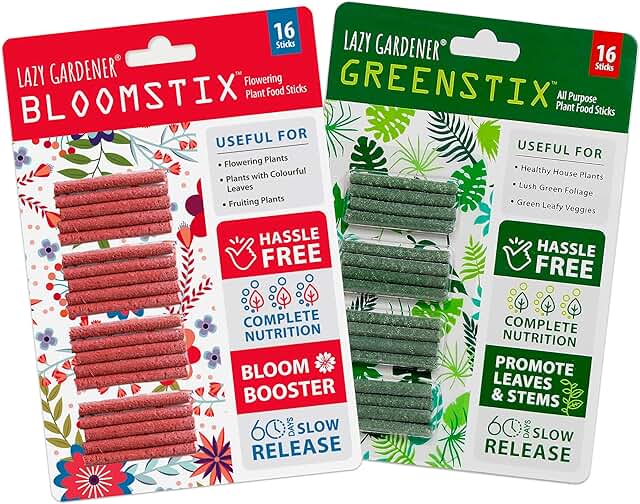 LAZY GARDENER®
BLOOMSTIX™
Flowering
Plant Food Sticks
16
Sticks
USEFUL FOR
• Flowering Plants
• Plants with Colourful
Leaves
• Fruiting Plants
HASSLE
FREE
COMPLETE
NUTRITION
BLOOM
BOOSTER
60 DAYS SLOW
RELEASE
LAZY GARDENER®
GREENSTIX™
All Purpose
Plant Food Sticks
16
Sticks
USEFUL FOR
• Healthy House Plants
• Lush Green Foliage
• Green Leafy Veggies
HASSLE
FREE
COMPLETE
NUTRITION
PROMOTE
LEAVES
& STEMS
60 DAYS SLOW
RELEASE